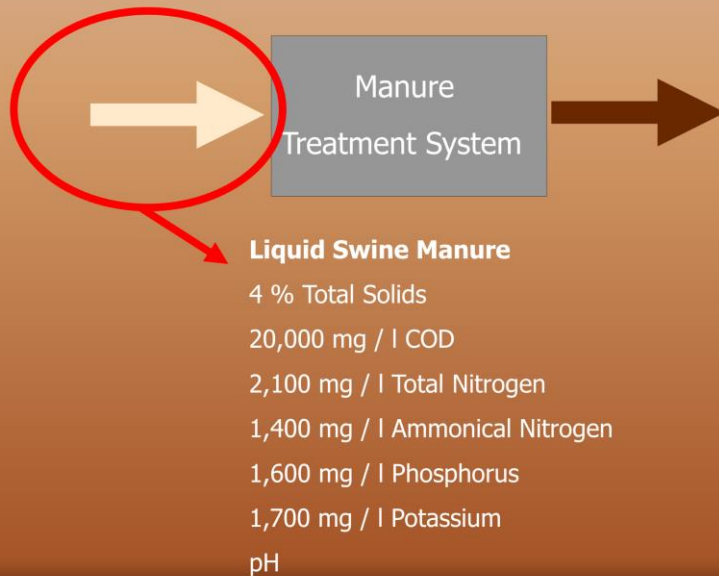 Manure
Treatment System
Liquid Swine Manure
4 % Total Solids
20,000 mg / l COD
2,100 mg / l Total Nitrogen
1,400 mg / l Ammonical Nitrogen
1,600 mg / l Phosphorus
1,700 mg / l Potassium
pH